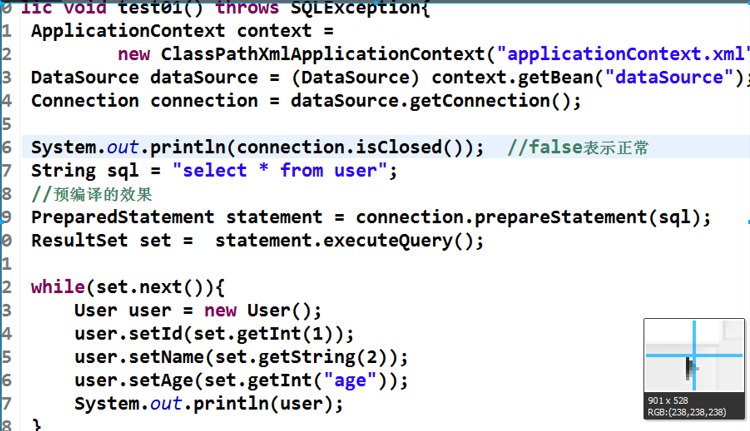 0 lic void test01() throws SQLException{
1 ApplicationContext context =
2 new ClassPathXmlApplicationContext("applicationContext.xml"
3 DataSource dataSource = (DataSource) context.getBean("dataSource");
4 Connection connection = dataSource.getConnection();
5
6 System.out.println(connection.isClosed()); //false表示正常
7 String sql = "select * from user";
8 //预编译的效果
9 PreparedStatement statement = connection.prepareStatement(sql);
0 ResultSet set = statement.executeQuery();
1
2 while(set.next()){
3 User user = new User();
4 user.setId(set.getInt(1));
5 user.setName(set.getString(2));
6 user.setAge(set.getInt("age"));
7 System.out.println(user);
8 }
901 x 528
RGB:(238,238,238)